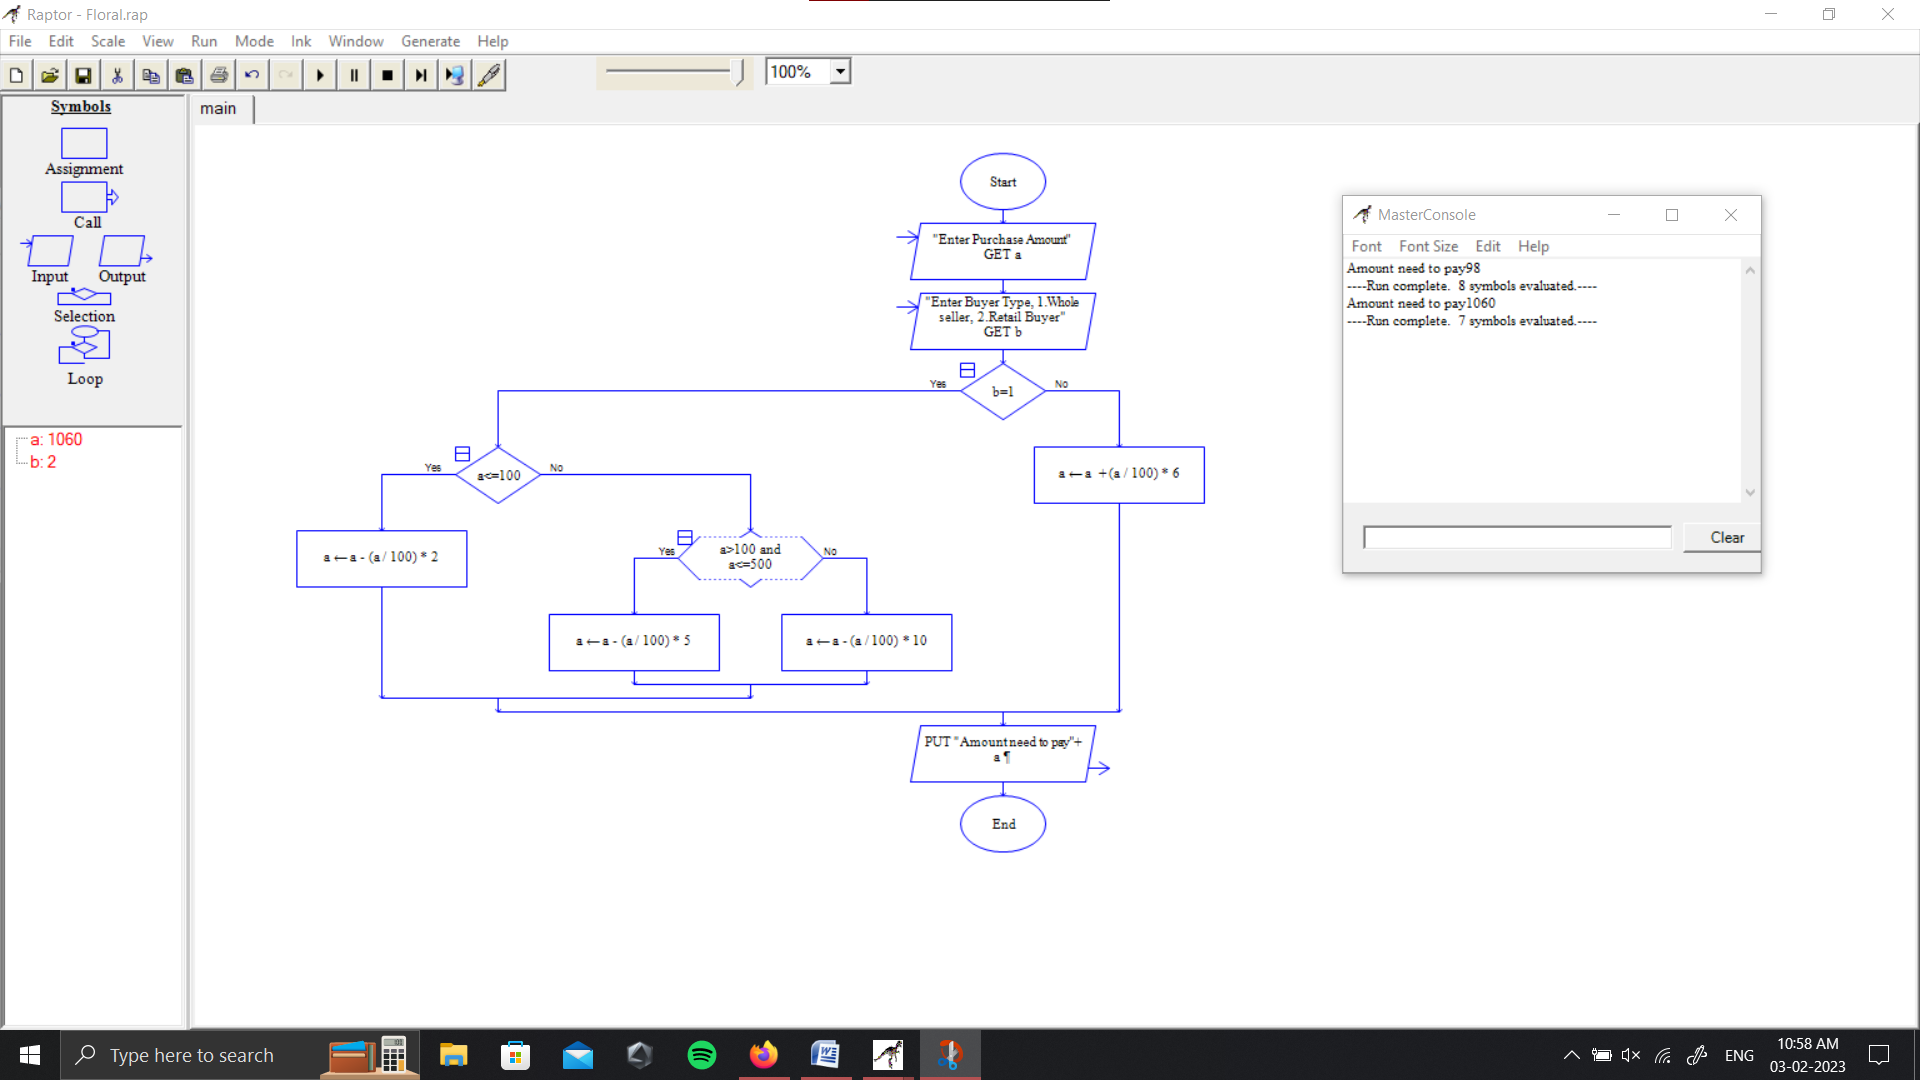 Raptor - Floral.rap
File Edit Scale View Run Mode Ink Window Generate Help
100%
Symbols
Assignment
Call
Input Output
Selection
Loop
a: 1060
b: 2
main
Start
"Enter Purchase Amount"
GET a
"Enter Buyer Type, 1.Whole
seller, 2.Retail Buyer"
GET b
Yes b=1 No
Yes a<=100 No
a ← a + (a / 100) * 6
a ← a - (a / 100) * 2
Yes a>100 and No
a<=500
a ← a - (a / 100) * 5
a ← a - (a / 100) * 10
PUT "Amount need to pay"+
a ¶
End
MasterConsole
Font Font Size Edit Help
Amount need to pay98
----Run complete. 8 symbols evaluated.----
Amount need to pay1060
----Run complete. 7 symbols evaluated.----
Clear
Type here to search
ENG
10:58 AM
03-02-2023